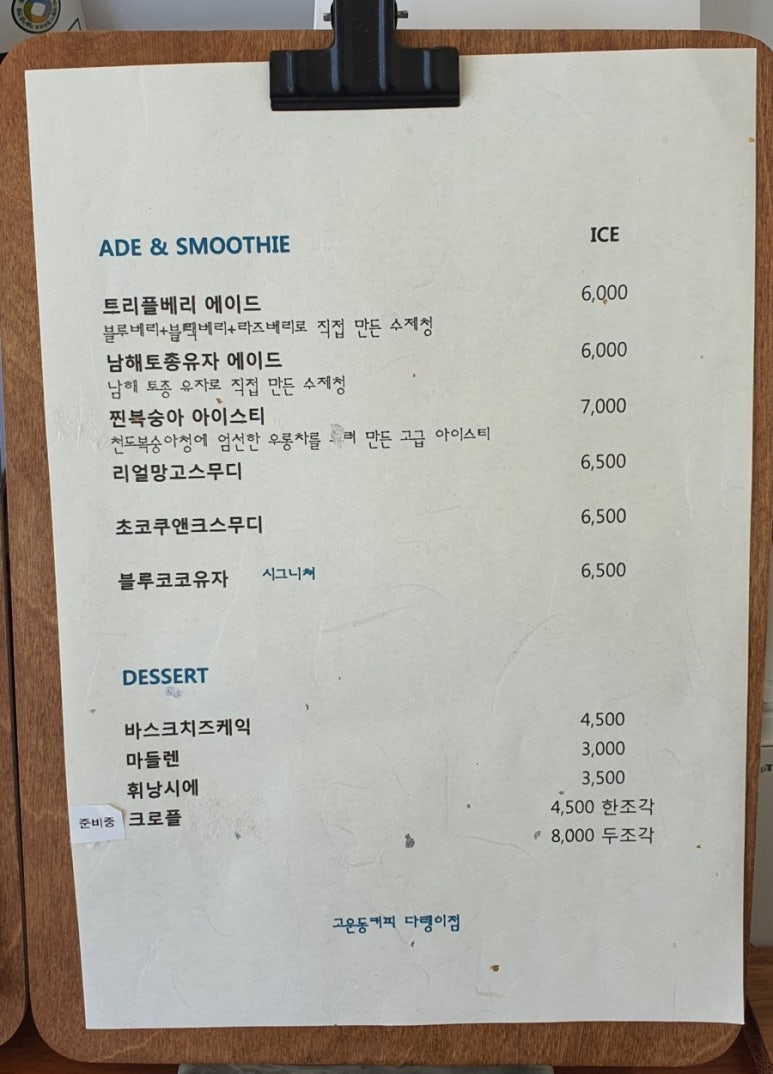 ADE & SMOOTHIE ICE
트리플베리 에이드 6,000
블루베리+블랙베리+라즈베리로 직접 만든 수제청
남해토종유자 에이드 6,000
남해 토종 유자로 직접 만든 수제청
찐복숭아 아이스티 7,000
천도복숭아청에 엄선한 우롱차를 만든 고급 아이스티
리얼망고스무디 6,500
초코쿠앤크스무디 6,500
블루코코유자 시그니쳐 6,500
DESSERT
바스크치즈케익 4,500
마들렌 3,000
휘낭시에 3,500
준비중 크로플 4,500 한조각
8,000 두조각
고운동커피 다랭이점